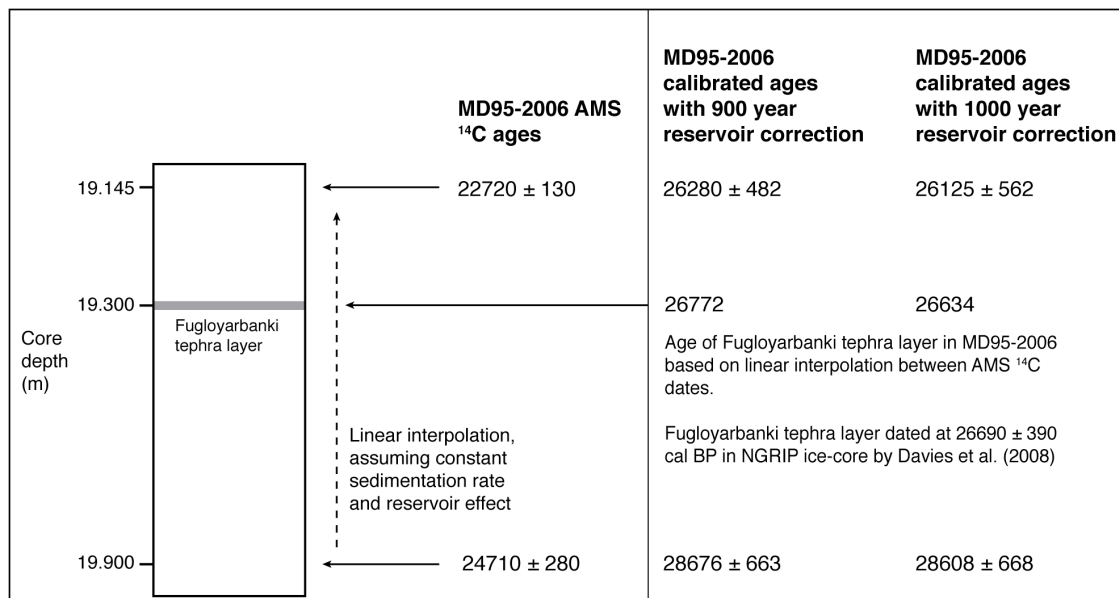 MD95-2006 AMS
¹⁴C ages
MD95-2006
calibrated ages
with 900 year
reservoir correction
MD95-2006
calibrated ages
with 1000 year
reservoir correction
19.145
22720 ± 130
26280 ± 482
26125 ± 562
19.300
26772
26634
Fugloyarbanki
tephra layer
Core
depth
(m)
Age of Fugloyarbanki tephra layer in MD95-2006
based on linear interpolation between AMS ¹⁴C
dates.
Fugloyarbanki tephra layer dated at 26690 ± 390
cal BP in NGRIP ice-core by Davies et al. (2008)
Linear interpolation,
assuming constant
sedimentation rate
and reservoir effect
19.900
24710 ± 280
28676 ± 663
28608 ± 668